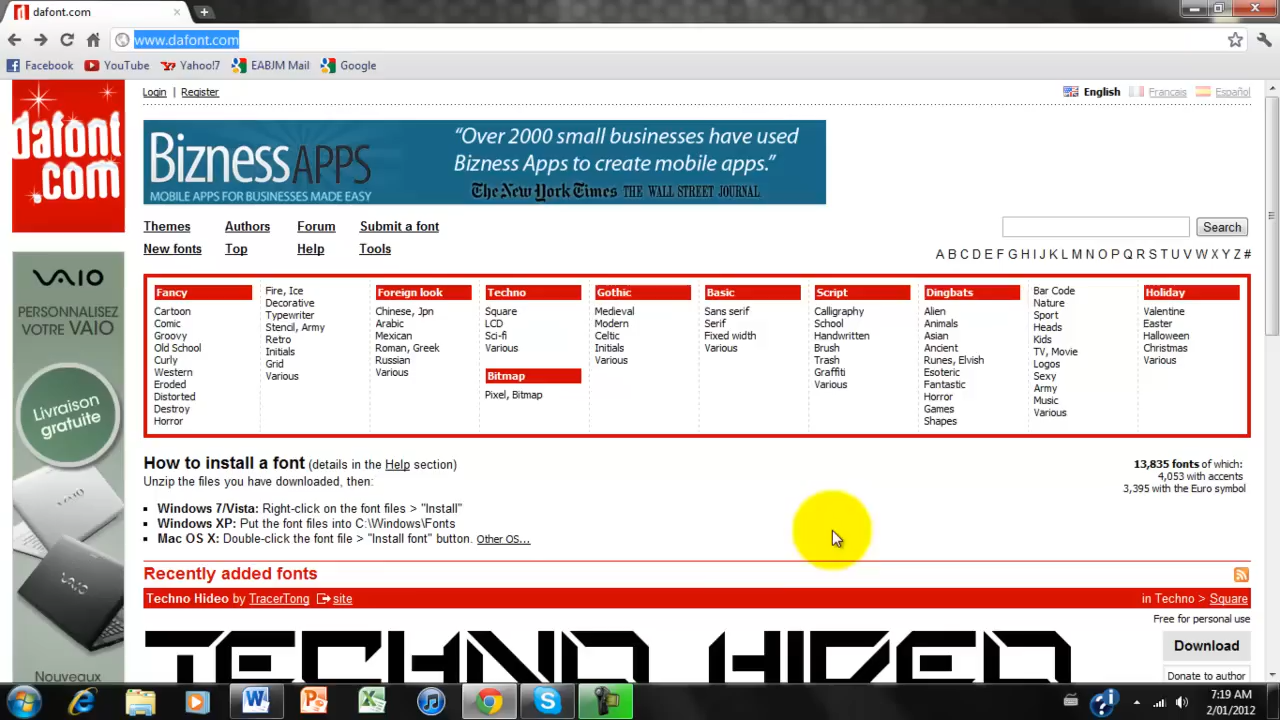 dafont.com
www.dafont.com
Facebook YouTube Yahoo!7 EABJM Mail Google
dafont
.com
Login | Register
English Français Español
BiznessAPPS
MOBILE APPS FOR BUSINESSES MADE EASY
“Over 2000 small businesses have used
Bizness Apps to create mobile apps.”
The New York Times THE WALL STREET JOURNAL
Themes Authors Forum Submit a font
New fonts Top Help Tools
Search
A B C D E F G H I J K L M N O P Q R S T U V W X Y Z #
Fancy
Cartoon
Comic
Groovy
Old School
Curly
Western
Eroded
Distorted
Destroy
Horror
Fire, Ice
Decorative
Typewriter
Stencil, Army
Retro
Initials
Grid
Various
Foreign look
Chinese, Jpn
Arabic
Mexican
Roman, Greek
Russian
Various
Techno
Square
LCD
Sci-fi
Various
Bitmap
Pixel, Bitmap
Gothic
Medieval
Modern
Celtic
Initials
Various
Basic
Sans serif
Serif
Fixed width
Various
Script
Calligraphy
School
Handwritten
Brush
Trash
Graffiti
Various
Dingbats
Alien
Animals
Asian
Ancient
Runes, Elvish
Esoteric
Fantastic
Horror
Games
Shapes
Bar Code
Nature
Sport
Heads
Kids
TV, Movie
Logos
Sexy
Army
Music
Various
Holiday
Valentine
Easter
Halloween
Christmas
Various
VAIO
PERSONNALISEZ
VOTRE VAIO
Livraison
gratuite
VAIO
Nouveaux
How to install a font (details in the Help section)
Unzip the files you have downloaded, then:
Windows 7/Vista: Right-click on the font files > "Install"
Windows XP: Put the font files into C:\Windows\Fonts
Mac OS X: Double-click the font file > "Install font" button. Other OS...
13,835 fonts of which:
4,053 with accents
3,395 with the Euro symbol
Recently added fonts
Techno Hideo by TracerTong site in Techno > Square
Free for personal use
TECHNO HIDEO
Download
Donate to author
7:19 AM
2/01/2012